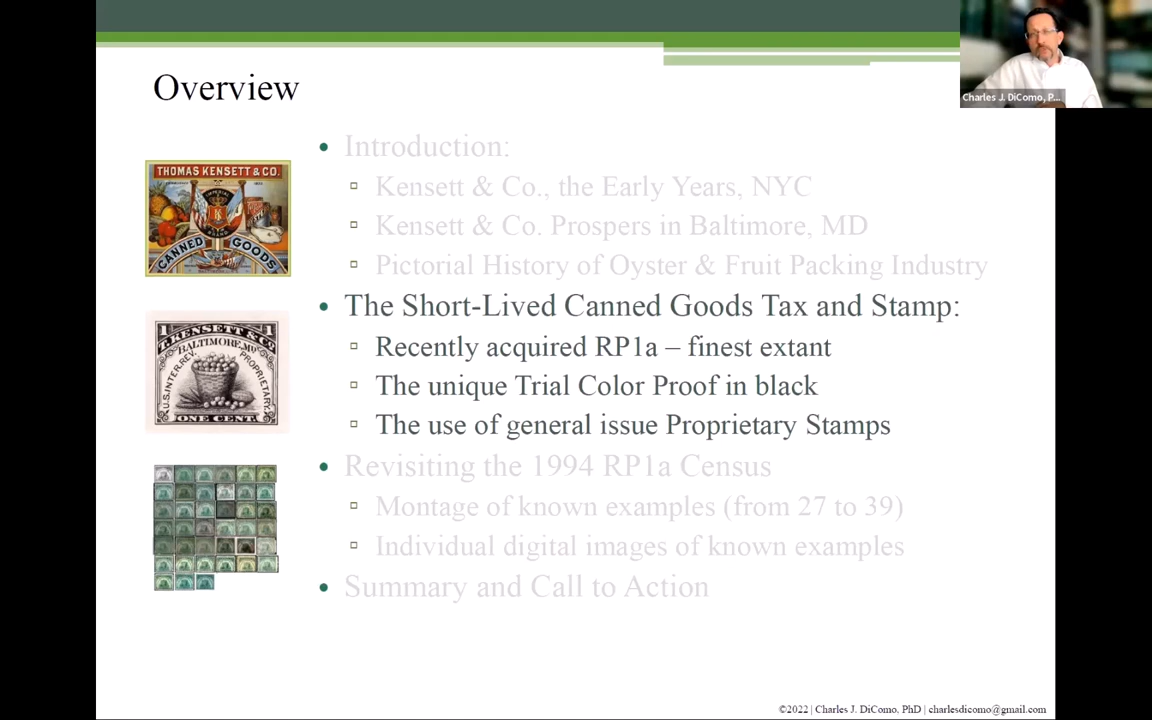 Charles J. DiComo, P...
Overview
Introduction:
Kensett & Co., the Early Years, NYC
Kensett & Co. Prospers in Baltimore, MD
Pictorial History of Oyster & Fruit Packing Industry
The Short-Lived Canned Goods Tax and Stamp:
Recently acquired RP1a – finest extant
The unique Trial Color Proof in black
The use of general issue Proprietary Stamps
Revisiting the 1994 RP1a Census
Montage of known examples (from 27 to 39)
Individual digital images of known examples
Summary and Call to Action
THOMAS KENSETT & CO.
CANNED GOODS
1 T. KENSETT & CO. 1
BALTIMORE, MD
U.S. INTER. REV.
PROPRIETARY
ONE CENT.
©2022 | Charles J. DiComo, PhD | charlesdicomo@gmail.com